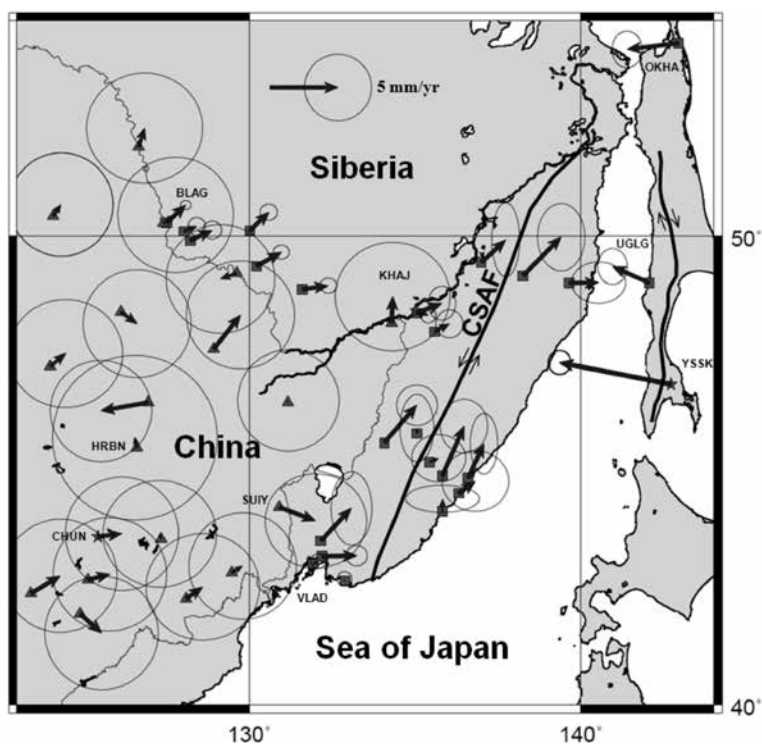 OKHA
5 mm/yr
Siberia
BLAG
50°
UGLG
KHAJ
CSAF
YSSK
China
HRBN
SUIY
CHUN
VLAD
Sea of Japan
40°
130°
140°